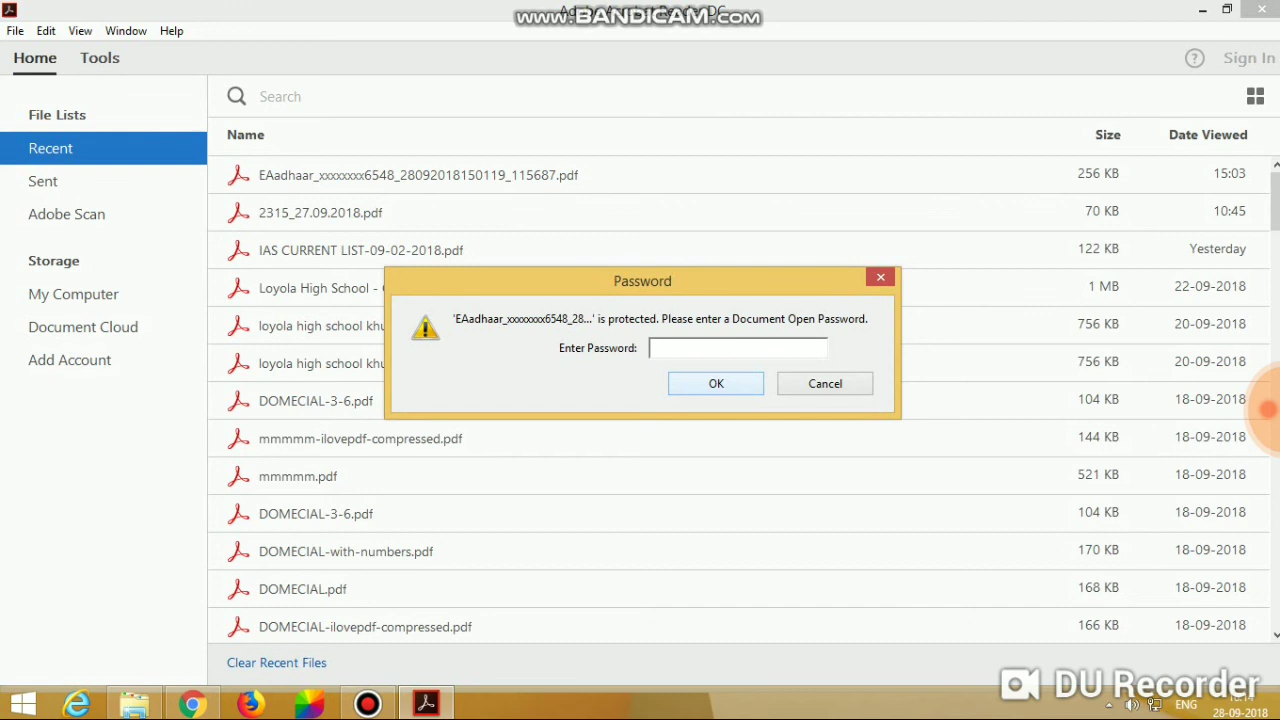 www.BANDICAM.com
File Edit View Window Help
Home Tools
Sign In
Search
File Lists
Recent
Sent
Adobe Scan
Storage
My Computer
Document Cloud
Add Account
Name Size Date Viewed
EAadhaar_xxxxxxxx6548_28092018150119_115687.pdf 256 KB 15:03
2315_27.09.2018.pdf 70 KB 10:45
IAS CURRENT LIST-09-02-2018.pdf 122 KB Yesterday
Loyola High School - 1 MB 22-09-2018
loyola high school khu 756 KB 20-09-2018
loyola high school khu 756 KB 20-09-2018
DOMECIAL-3-6.pdf 104 KB 18-09-2018
mmmmm-ilovepdf-compressed.pdf 144 KB 18-09-2018
mmmmm.pdf 521 KB 18-09-2018
DOMECIAL-3-6.pdf 104 KB 18-09-2018
DOMECIAL-with-numbers.pdf 170 KB 18-09-2018
DOMECIAL.pdf 168 KB 18-09-2018
DOMECIAL-ilovepdf-compressed.pdf 166 KB 18-09-2018
Password
'EAadhaar_xxxxxxxx6548_28...' is protected. Please enter a Document Open Password.
Enter Password:
OK Cancel
Clear Recent Files
DU Recorder
ENG
28-09-2018